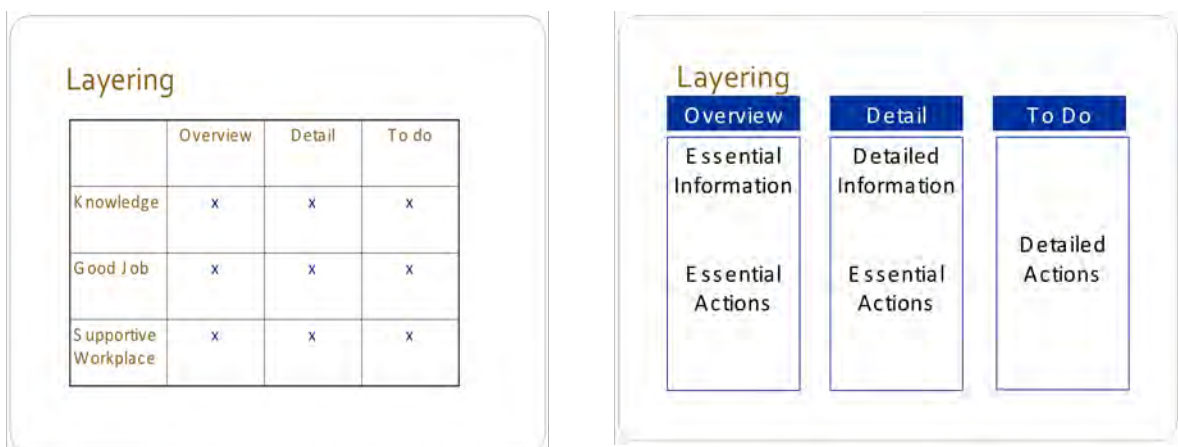 Layering
Overview Detail To do
Knowledge x x x
Good Job x x x
Supportive
Workplace x x x
Layering
Overview Detail To Do
Essential Detailed
Information Information
Detailed
Essential Essential Actions
Actions Actions